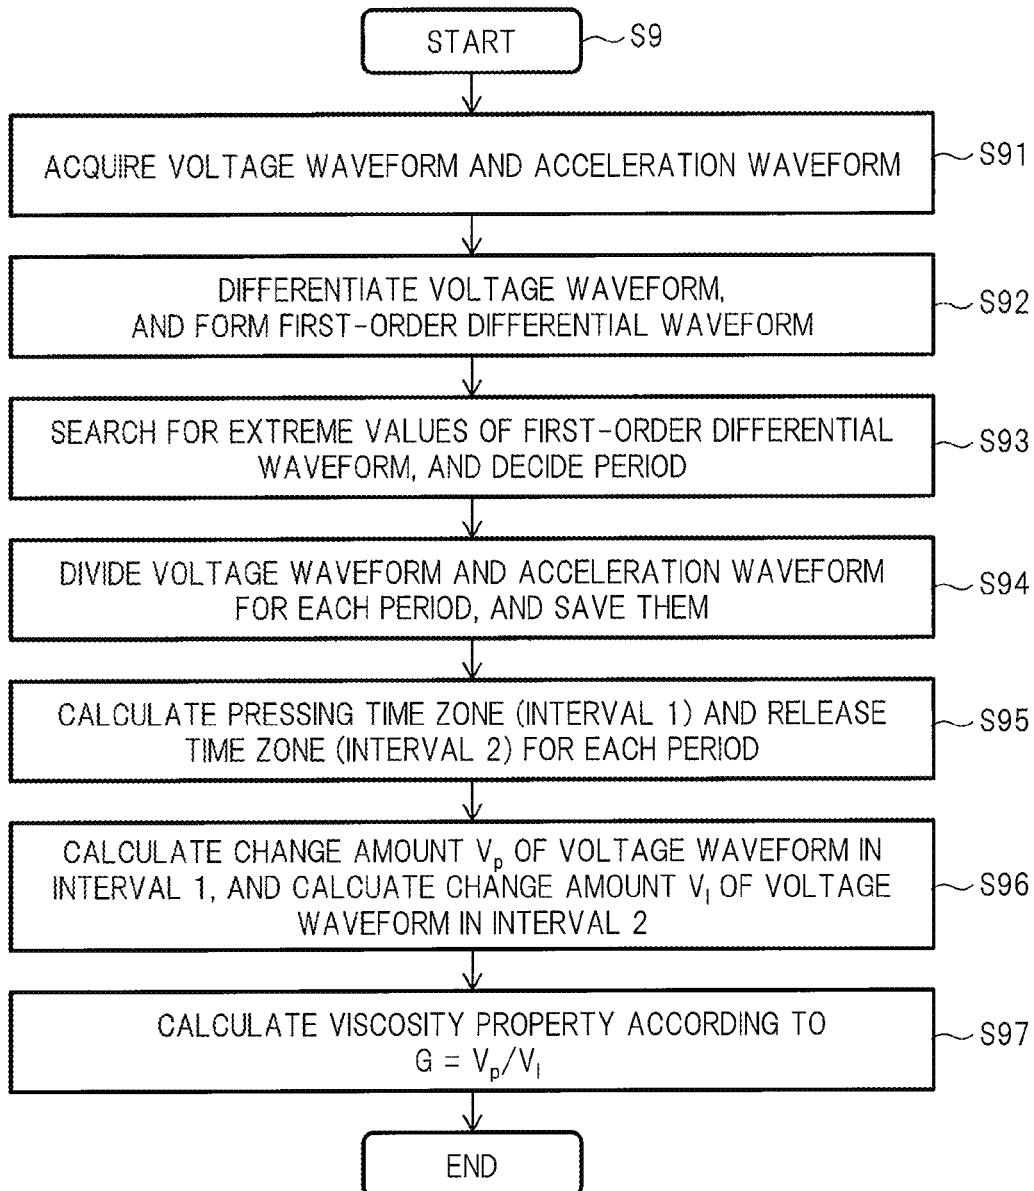 START
S9
ACQUIRE VOLTAGE WAVEFORM AND ACCELERATION WAVEFORM
S91
DIFFERENTIATE VOLTAGE WAVEFORM,
AND FORM FIRST-ORDER DIFFERENTIAL WAVEFORM
S92
SEARCH FOR EXTREME VALUES OF FIRST-ORDER DIFFERENTIAL
WAVEFORM, AND DECIDE PERIOD
S93
DIVIDE VOLTAGE WAVEFORM AND ACCELERATION WAVEFORM
FOR EACH PERIOD, AND SAVE THEM
S94
CALCULATE PRESSING TIME ZONE (INTERVAL 1) AND RELEASE
TIME ZONE (INTERVAL 2) FOR EACH PERIOD
S95
CALCULATE CHANGE AMOUNT Vp OF VOLTAGE WAVEFORM IN
INTERVAL 1, AND CALCUATE CHANGE AMOUNT Vl OF VOLTAGE
WAVEFORM IN INTERVAL 2
S96
CALCULATE VISCOSITY PROPERTY ACCORDING TO
G = Vp/Vl
S97
END